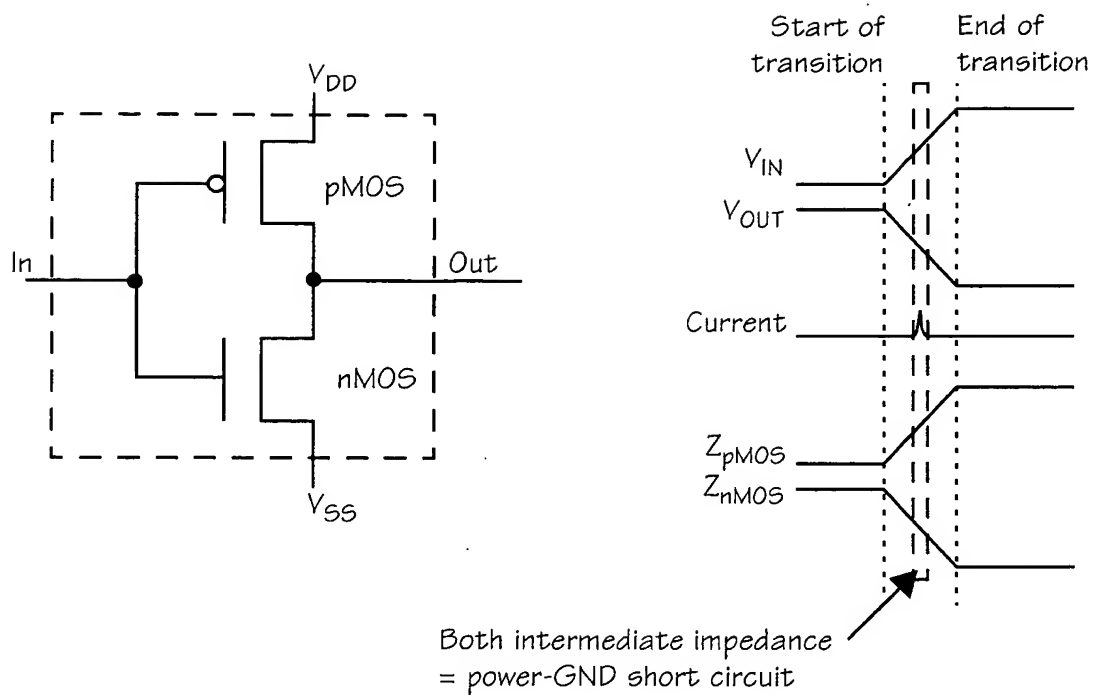 V_DD
pMOS
In
Out
nMOS
V_SS
Start of
transition
End of
transition
V_IN
V_OUT
Current
Z_pMOS
Z_nMOS
Both intermediate impedance
= power-GND short circuit